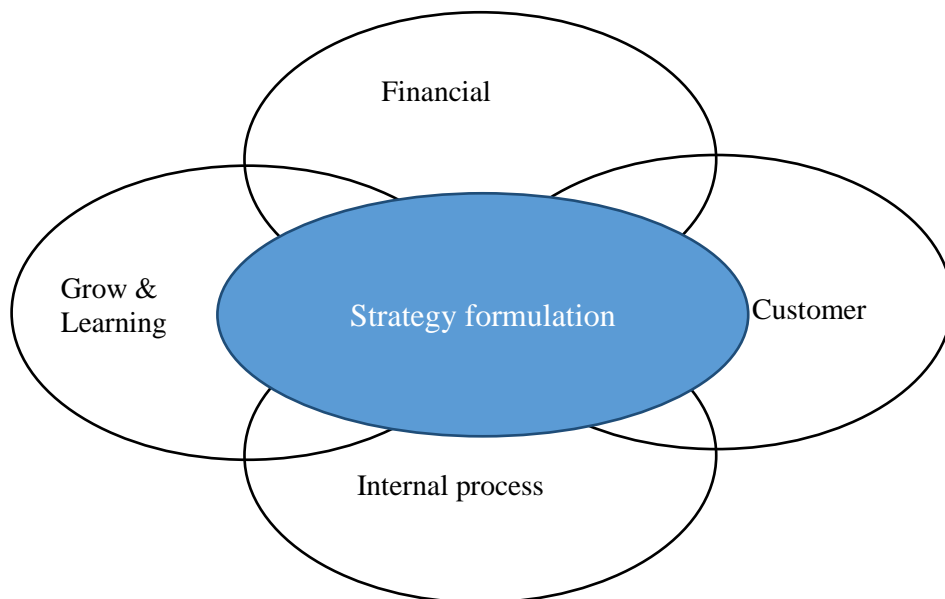 Financial
Grow &
Learning
Strategy formulation
Customer
Internal process